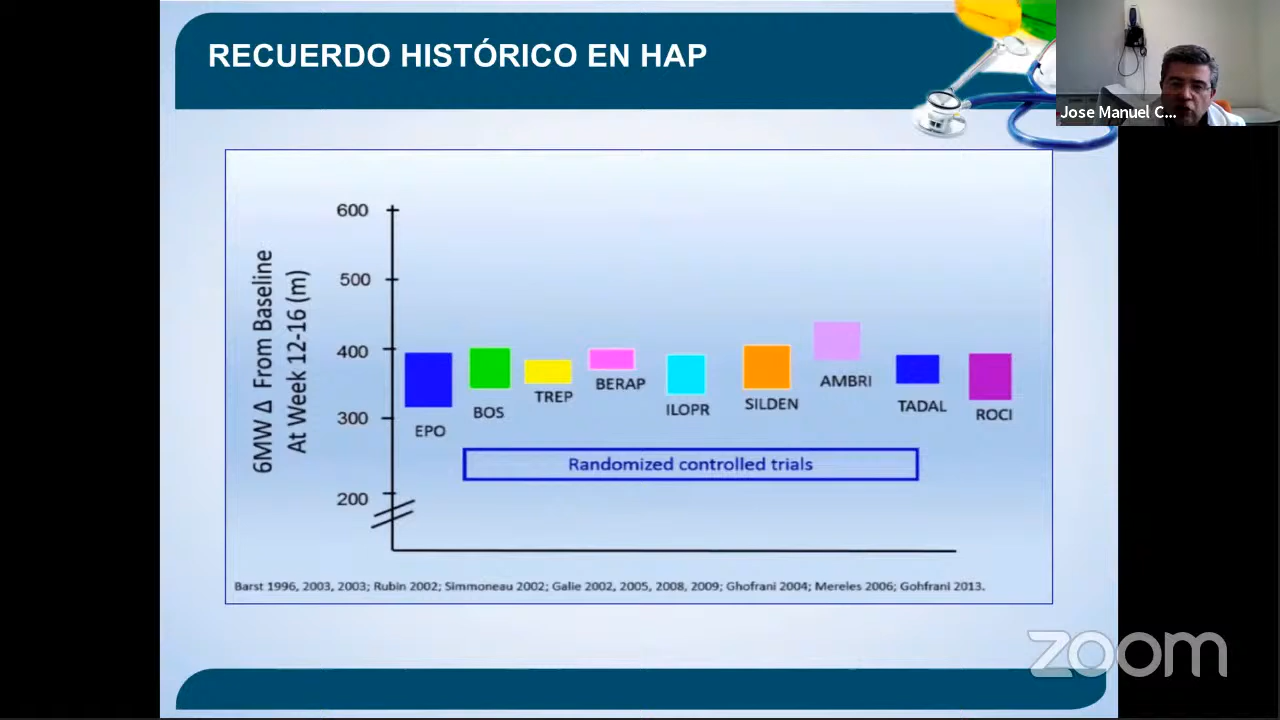 RECUERDO HISTÓRICO EN HAP
Jose Manuel C...
6MW Δ From Baseline
At Week 12-16 (m)
600
500
400
300
200
EPO
BOS
TREP
BERAP
ILOPR
SILDEN
AMBRI
TADAL
ROCI
Randomized controlled trials
Barst 1996, 2003, 2003; Rubin 2002; Simmoneau 2002; Galie 2002, 2005, 2008, 2009; Ghofrani 2004; Mereles 2006; Gohfrani 2013.
zoom